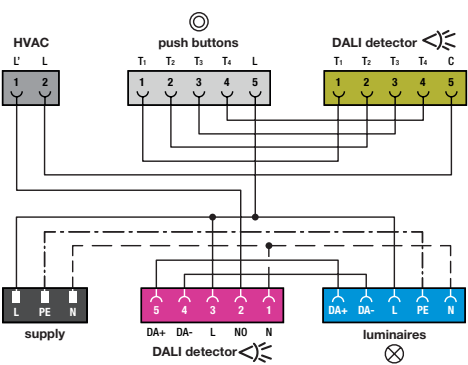 HVAC
push buttons
DALI detector
L' L
T1 T2 T3 T4 L
T1 T2 T3 T4 C
1 2
1 2 3 4 5
1 2 3 4 5
L PE N
5 4 3 2 1
DA+ DA- L PE N
supply
DA+ DA- L NO N
luminaires
DALI detector